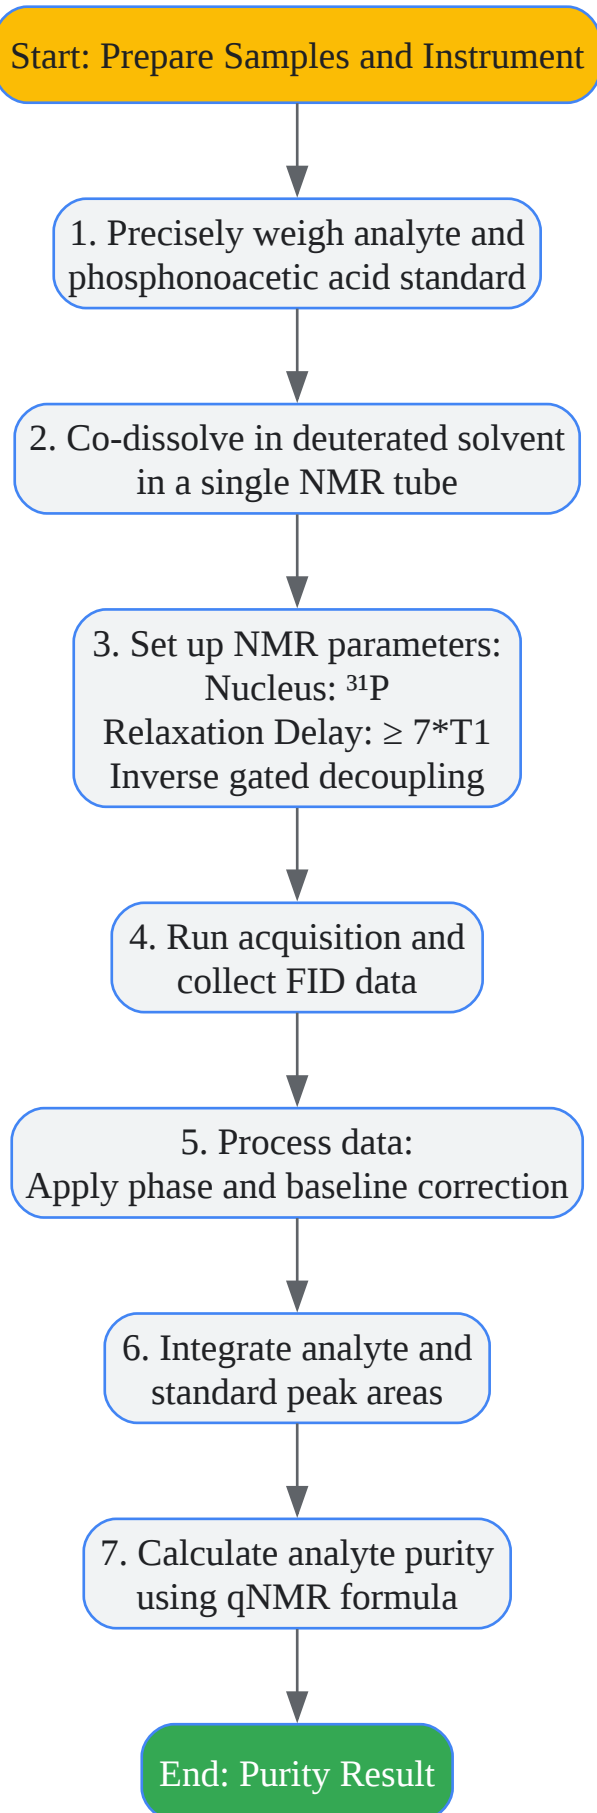 Start: Prepare Samples and Instrument
1. Precisely weigh analyte and
phosphonoacetic acid standard
2. Co-dissolve in deuterated solvent
in a single NMR tube
3. Set up NMR parameters:
Nucleus: ³¹P
Relaxation Delay: ≥ 7*T1
Inverse gated decoupling
4. Run acquisition and
collect FID data
5. Process data:
Apply phase and baseline correction
6. Integrate analyte and
standard peak areas
7. Calculate analyte purity
using qNMR formula
End: Purity Result